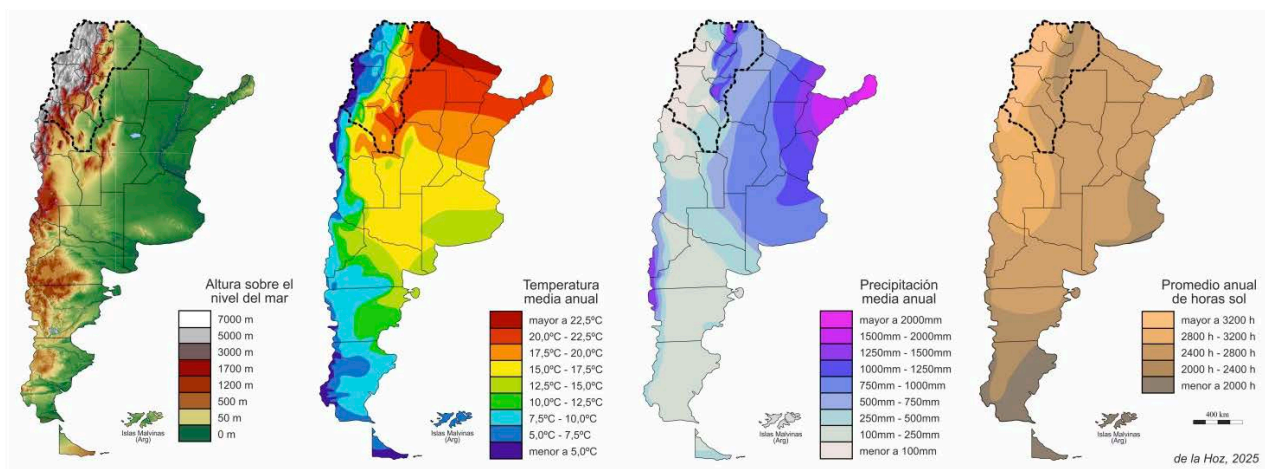 Altura sobre el
nivel del mar
7000 m
5000 m
3000 m
1700 m
1200 m
500 m
50 m
0 m
Islas Malvinas
(Arg)
Temperatura
media anual
mayor a 22,5ºC
20,0ºC - 22,5ºC
17,5ºC - 20,0ºC
15,0ºC - 17,5ºC
12,5ºC - 15,0ºC
10,0ºC - 12,5ºC
7,5ºC - 10,0ºC
5,0ºC - 7,5ºC
menor a 5,0ºC
Islas Malvinas
(Arg)
Precipitación
media anual
mayor a 2000mm
1500mm - 2000mm
1250mm - 1500mm
1000mm - 1250mm
750mm - 1000mm
500mm - 750mm
250mm - 500mm
100mm - 250mm
menor a 100mm
Islas Malvinas
(Arg)
Promedio anual
de horas sol
mayor a 3200 h
2800 h - 3200 h
2400 h - 2800 h
2000 h - 2400 h
menor a 2000 h
Islas Malvinas
(Arg)
400 km
de la Hoz, 2025